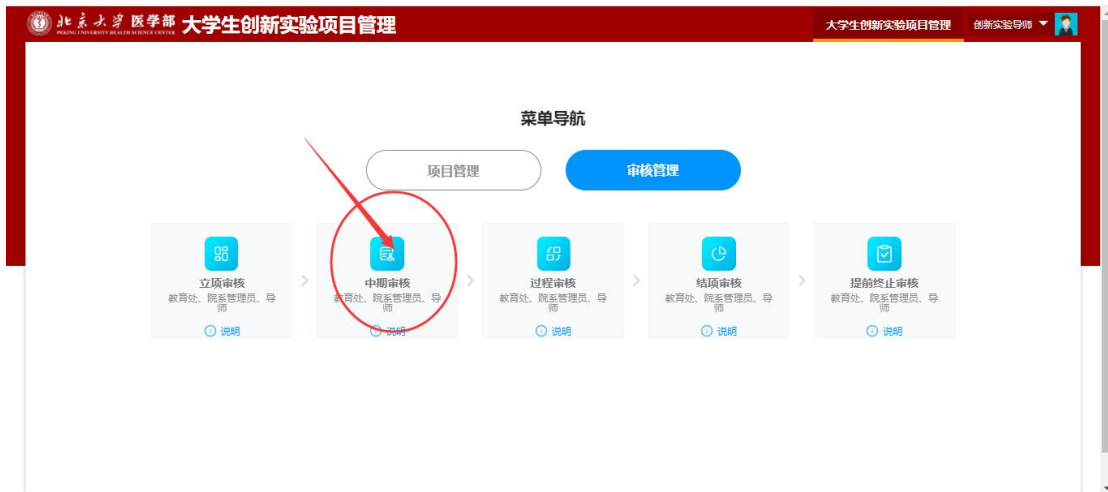 北京大学医学部 大学生创新实验项目管理
PEKING UNIVERSITY HEALTH SCIENCE CENTER
大学生创新实验项目管理
创新实验导师
菜单导航
项目管理
审核管理
立项审核
教育处、院系管理员、导
师
说明
中期审核
教育处、院系管理员、导
师
说明
过程审核
教育处、院系管理员、导
师
说明
结项审核
教育处、院系管理员、导
师
说明
提前终止审核
教育处、院系管理员、导
师
说明